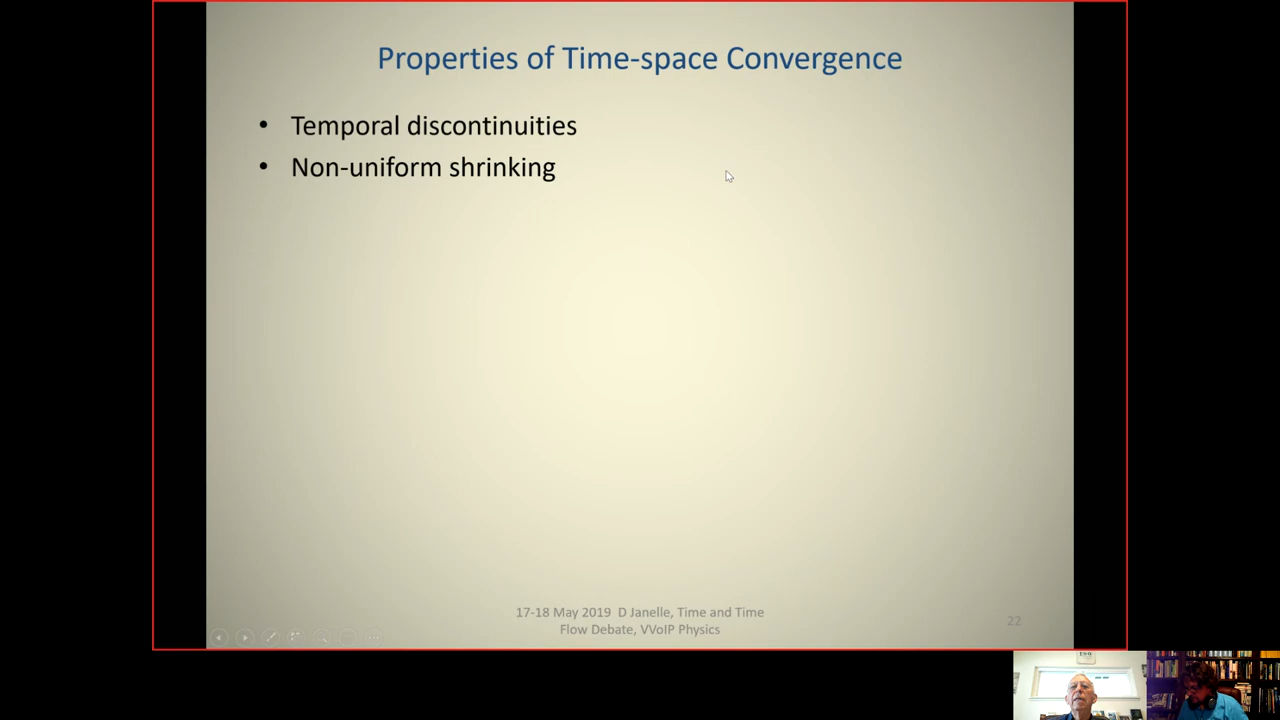 Properties of Time-space Convergence
• Temporal discontinuities
• Non-uniform shrinking
17-18 May 2019 D Janelle, Time and Time
Flow Debate, VVoIP Physics
22